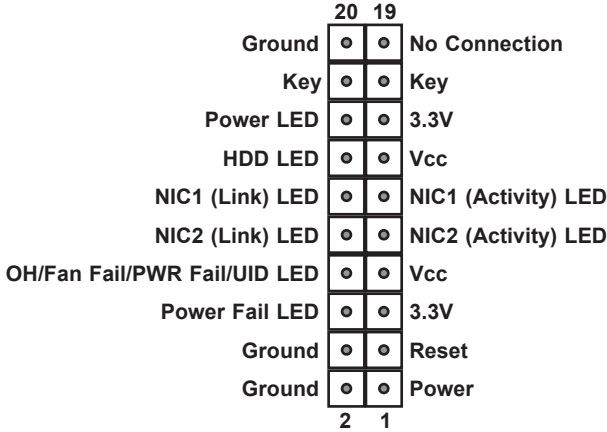 20 19
Ground No Connection
Key Key
Power LED 3.3V
HDD LED Vcc
NIC1 (Link) LED NIC1 (Activity) LED
NIC2 (Link) LED NIC2 (Activity) LED
OH/Fan Fail/PWR Fail/UID LED Vcc
Power Fail LED 3.3V
Ground Reset
Ground Power
2 1